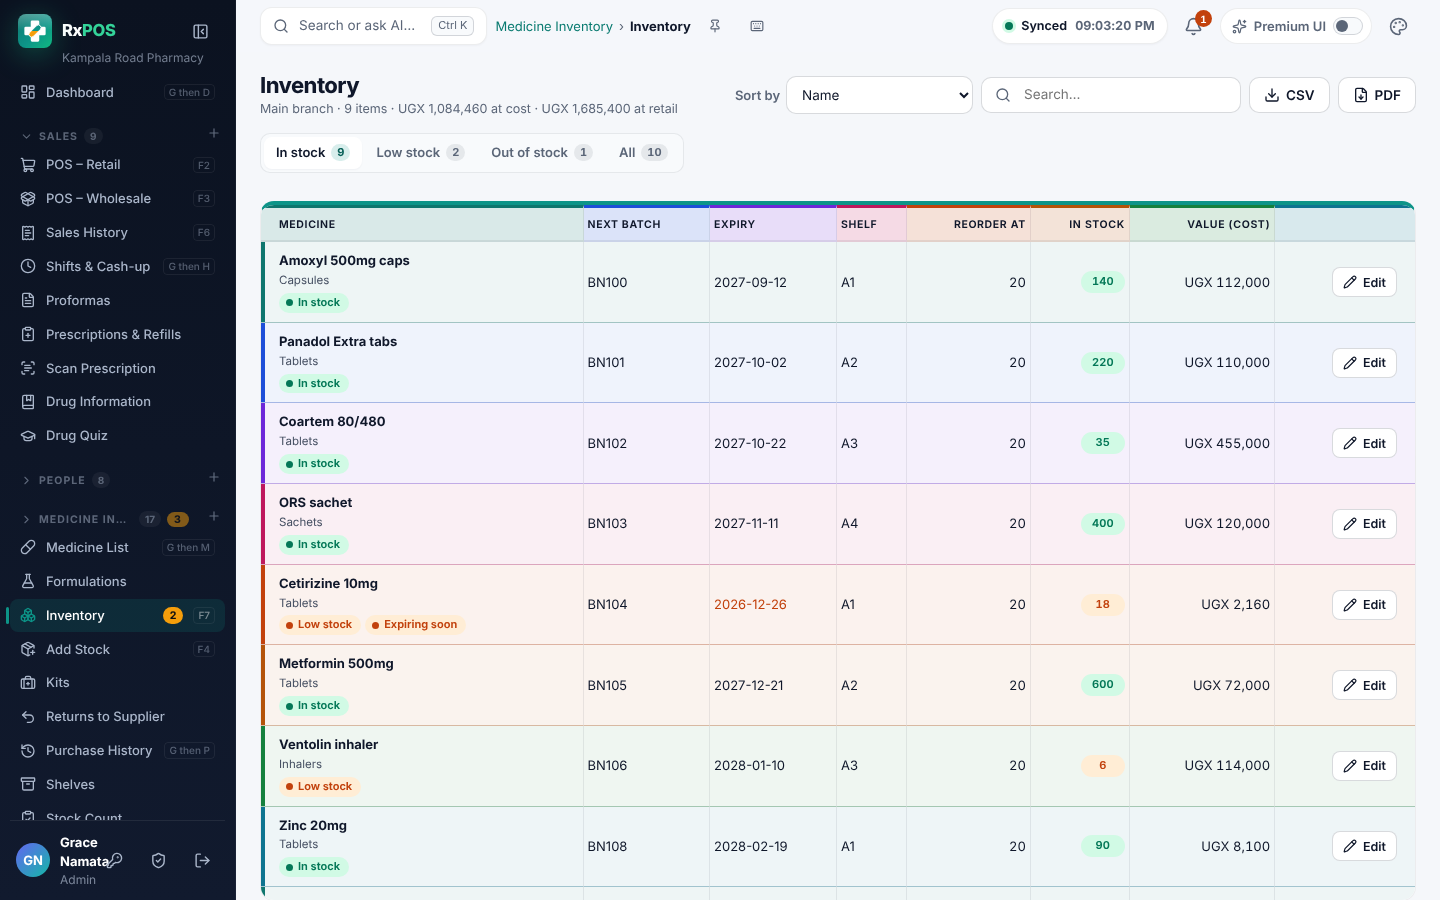 RxPOS
Kampala Road Pharmacy
Dashboard G then D
SALES 9
POS – Retail F2
POS – Wholesale F3
Sales History F6
Shifts & Cash-up G then H
Proformas
Prescriptions & Refills
Scan Prescription
Drug Information
Drug Quiz
PEOPLE 8
MEDICINE IN... 17 3
Medicine List G then M
Formulations
Inventory 2 F7
Add Stock F4
Kits
Returns to Supplier
Purchase History G then P
Shelves
Stock Count
GN Grace Namata
Admin
Search or ask AI... Ctrl K
Medicine Inventory › Inventory
Synced 09:03:20 PM
1
Premium UI
Inventory
Main branch · 9 items · UGX 1,084,460 at cost · UGX 1,685,400 at retail
Sort by Name
Search...
CSV
PDF
In stock 9 Low stock 2 Out of stock 1 All 10
MEDICINE NEXT BATCH EXPIRY SHELF REORDER AT IN STOCK VALUE (COST)
Amoxyl 500mg caps
Capsules
In stock
BN100 2027-09-12 A1 20 140 UGX 112,000 Edit
Panadol Extra tabs
Tablets
In stock
BN101 2027-10-02 A2 20 220 UGX 110,000 Edit
Coartem 80/480
Tablets
In stock
BN102 2027-10-22 A3 20 35 UGX 455,000 Edit
ORS sachet
Sachets
In stock
BN103 2027-11-11 A4 20 400 UGX 120,000 Edit
Cetirizine 10mg
Tablets
Low stock Expiring soon
BN104 2026-12-26 A1 20 18 UGX 2,160 Edit
Metformin 500mg
Tablets
In stock
BN105 2027-12-21 A2 20 600 UGX 72,000 Edit
Ventolin inhaler
Inhalers
Low stock
BN106 2028-01-10 A3 20 6 UGX 114,000 Edit
Zinc 20mg
Tablets
In stock
BN108 2028-02-19 A1 20 90 UGX 8,100 Edit